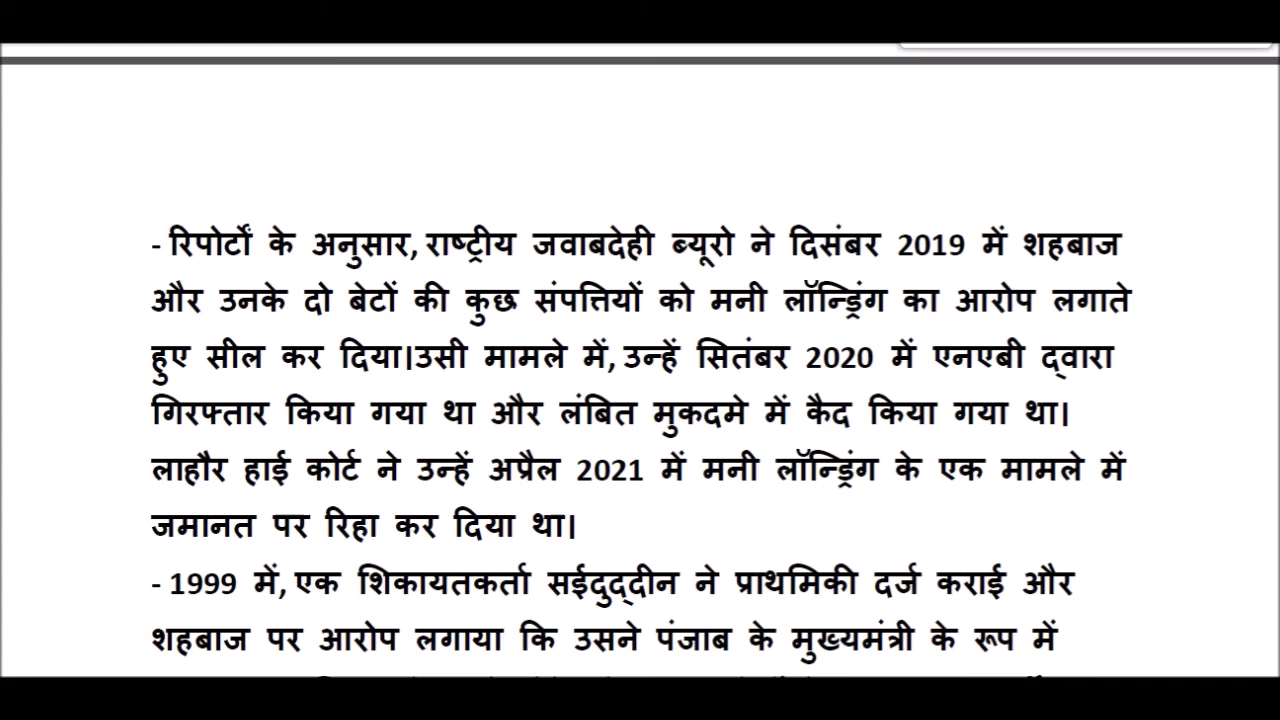 - रिपोर्टों के अनुसार, राष्ट्रीय जवाबदेही ब्यूरो ने दिसंबर 2019 में शहबाज
और उनके दो बेटों की कुछ संपत्तियों को मनी लॉन्ड्रिंग का आरोप लगाते
हुए सील कर दिया।उसी मामले में, उन्हें सितंबर 2020 में एनएबी द्वारा
गिरफ्तार किया गया था और लंबित मुकदमे में कैद किया गया था।
लाहौर हाई कोर्ट ने उन्हें अप्रैल 2021 में मनी लॉन्ड्रिंग के एक मामले में
जमानत पर रिहा कर दिया था।
- 1999 में, एक शिकायतकर्ता सईदुद्दीन ने प्राथमिकी दर्ज कराई और
शहबाज पर आरोप लगाया कि उसने पंजाब के मुख्यमंत्री के रूप में